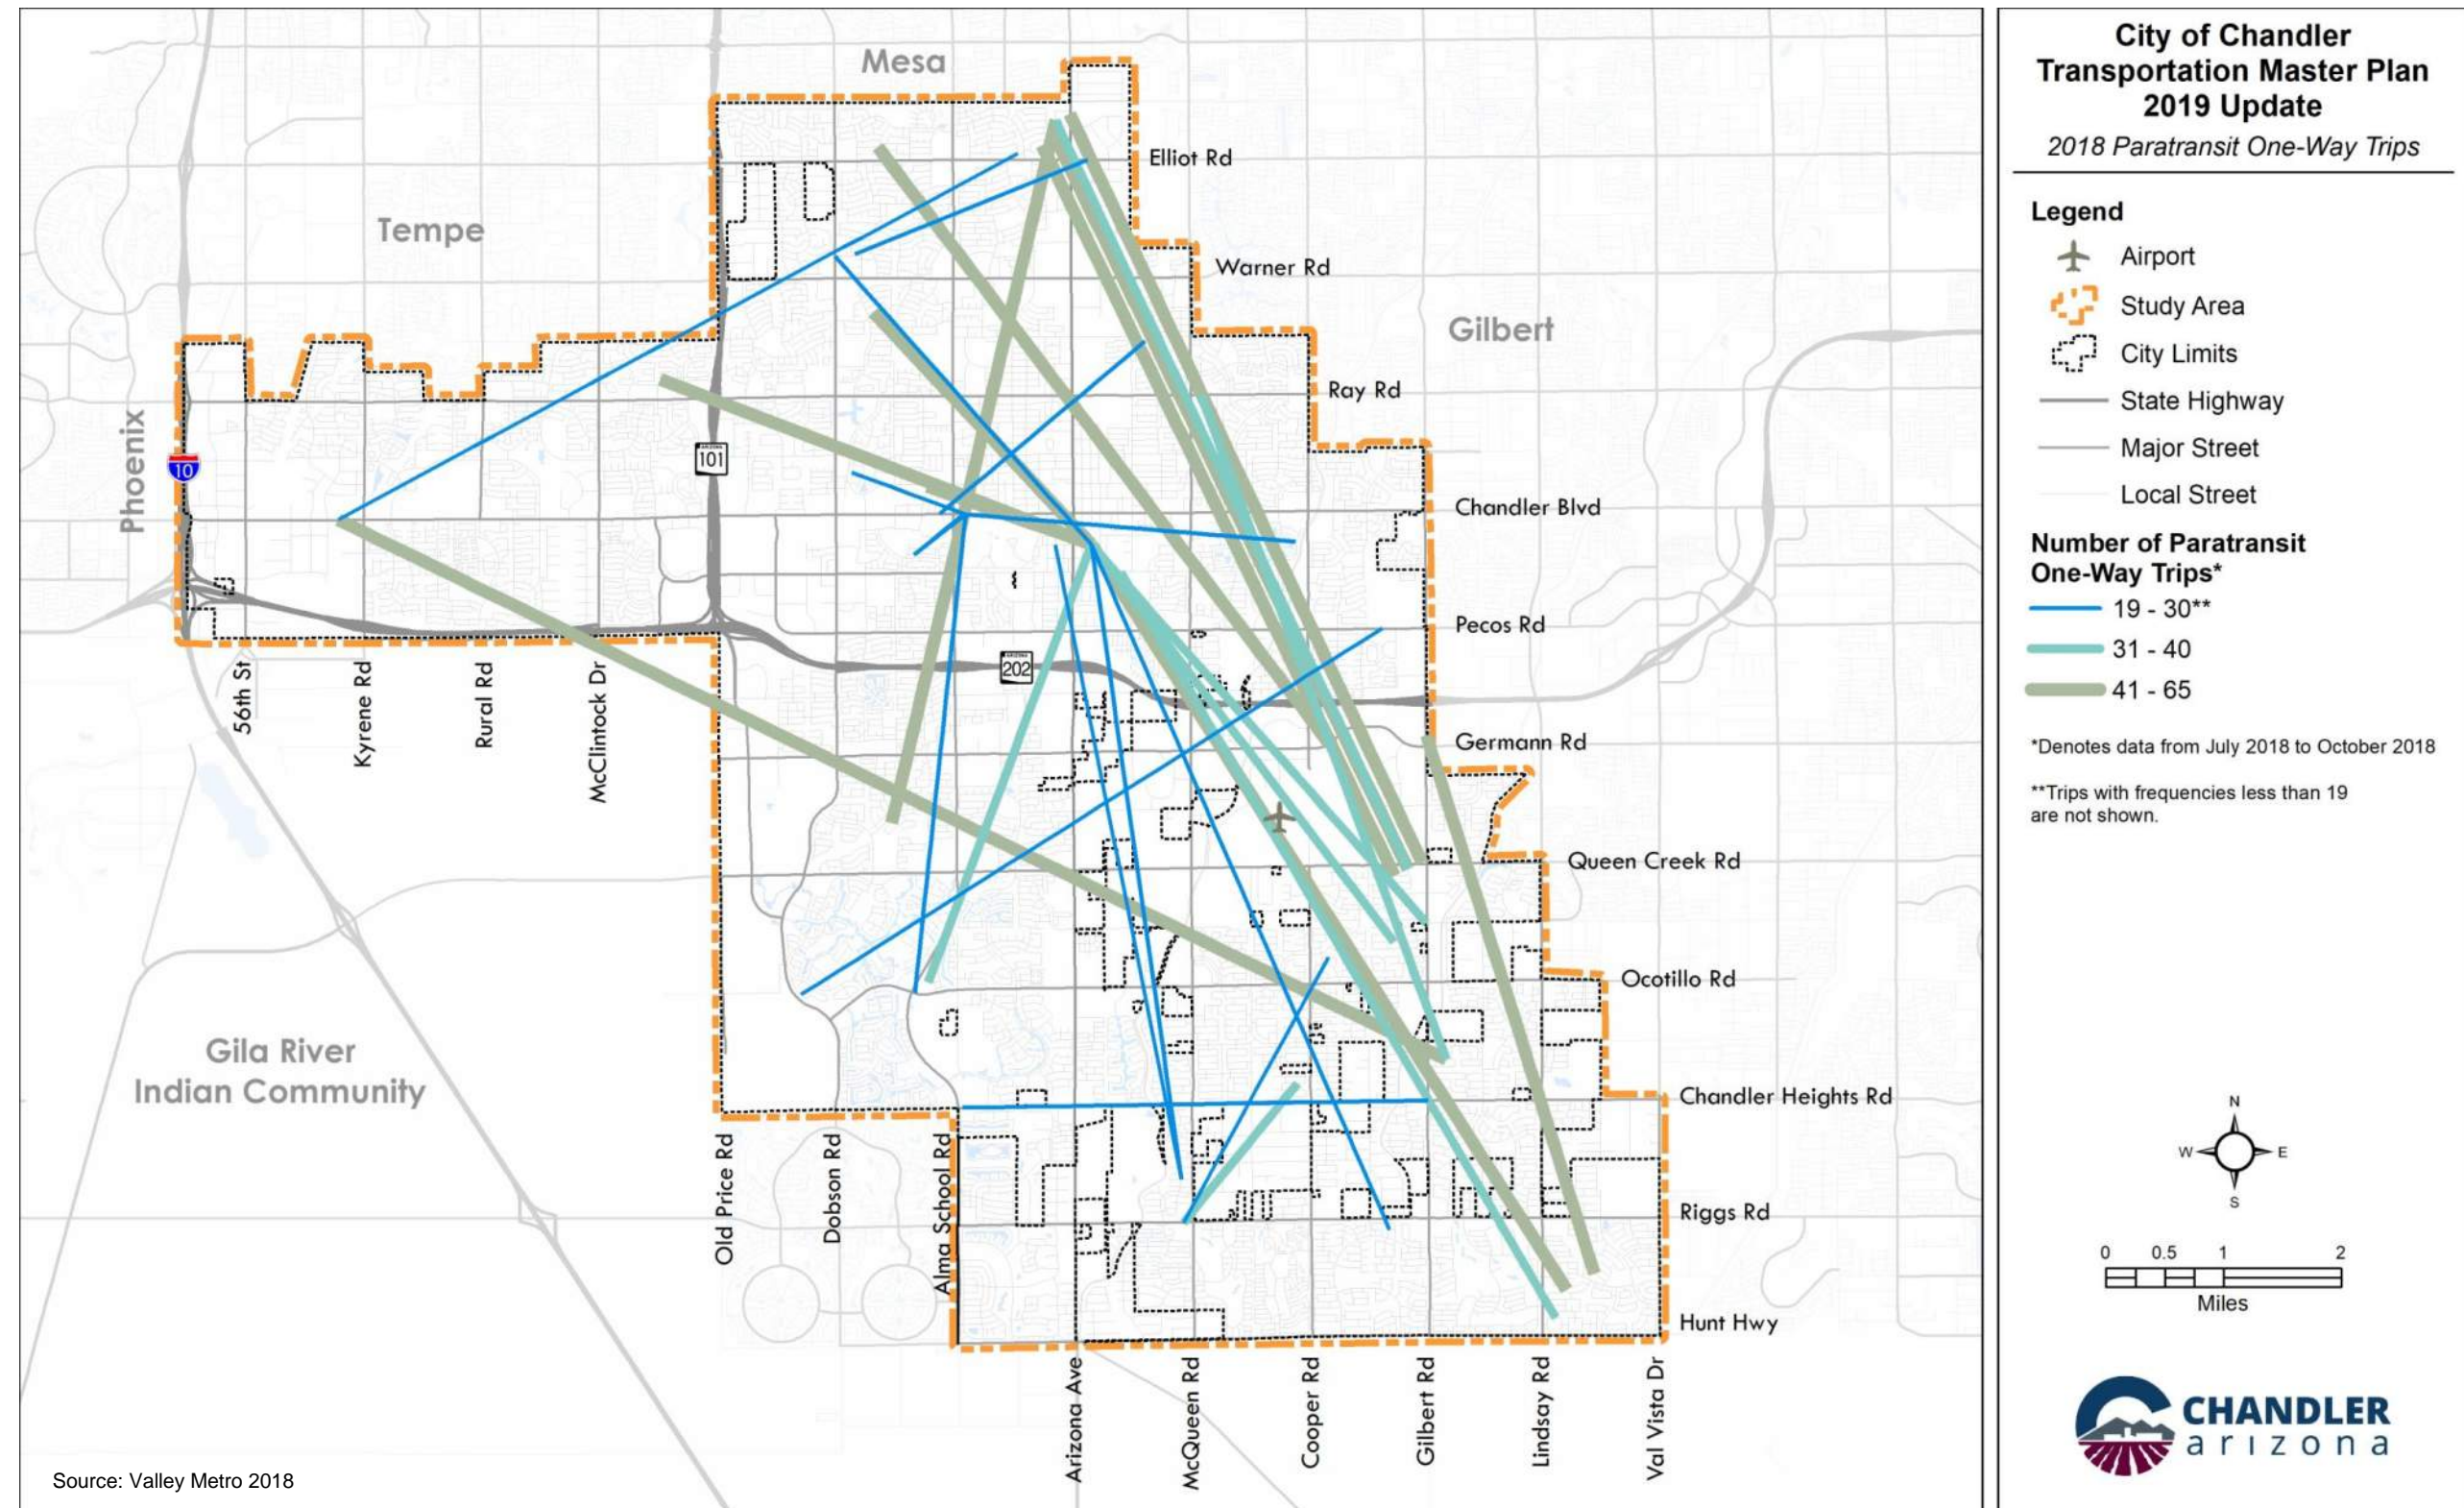 Mesa
Tempe
Gilbert
Phoenix
Gila River
Indian Community
10
ARIZONA
101
ARIZONA
202
Elliot Rd
Warner Rd
Ray Rd
Chandler Blvd
Pecos Rd
Germann Rd
Queen Creek Rd
Ocotillo Rd
Chandler Heights Rd
Riggs Rd
Hunt Hwy
56th St
Kyrene Rd
Rural Rd
McClintock Dr
Old Price Rd
Dobson Rd
Alma School Rd
Arizona Ave
McQueen Rd
Cooper Rd
Gilbert Rd
Lindsay Rd
Val Vista Dr
Source: Valley Metro 2018
City of Chandler
Transportation Master Plan
2019 Update
2018 Paratransit One-Way Trips
Legend
Airport
Study Area
City Limits
State Highway
Major Street
Local Street
Number of Paratransit
One-Way Trips*
19 - 30**
31 - 40
41 - 65
*Denotes data from July 2018 to October 2018
**Trips with frequencies less than 19
are not shown.
N
W E
S
0 0.5 1 2
Miles
CHANDLER
arizona